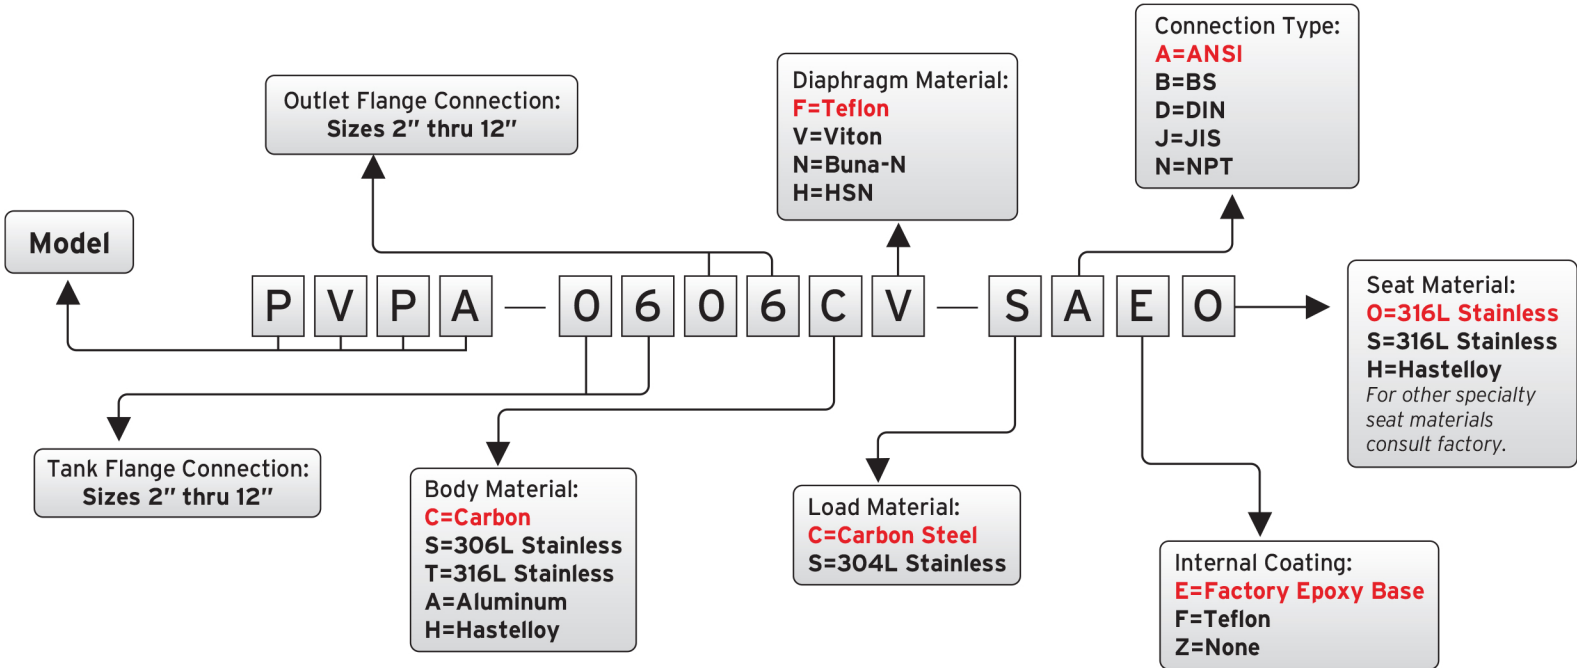 Connection Type:
A=ANSI
B=BS
D=DIN
J=JIS
N=NPT
Diaphragm Material:
F=Teflon
V=Viton
N=Buna-N
H=HSN
Outlet Flange Connection:
Sizes 2" thru 12"
Model
P V P A — 0 6 0 6 C V — S A E O
Seat Material:
O=316L Stainless
S=316L Stainless
H=Hastelloy
For other specialty
seat materials
consult factory.
Tank Flange Connection:
Sizes 2" thru 12"
Body Material:
C=Carbon
S=306L Stainless
T=316L Stainless
A=Aluminum
H=Hastelloy
Load Material:
C=Carbon Steel
S=304L Stainless
Internal Coating:
E=Factory Epoxy Base
F=Teflon
Z=None